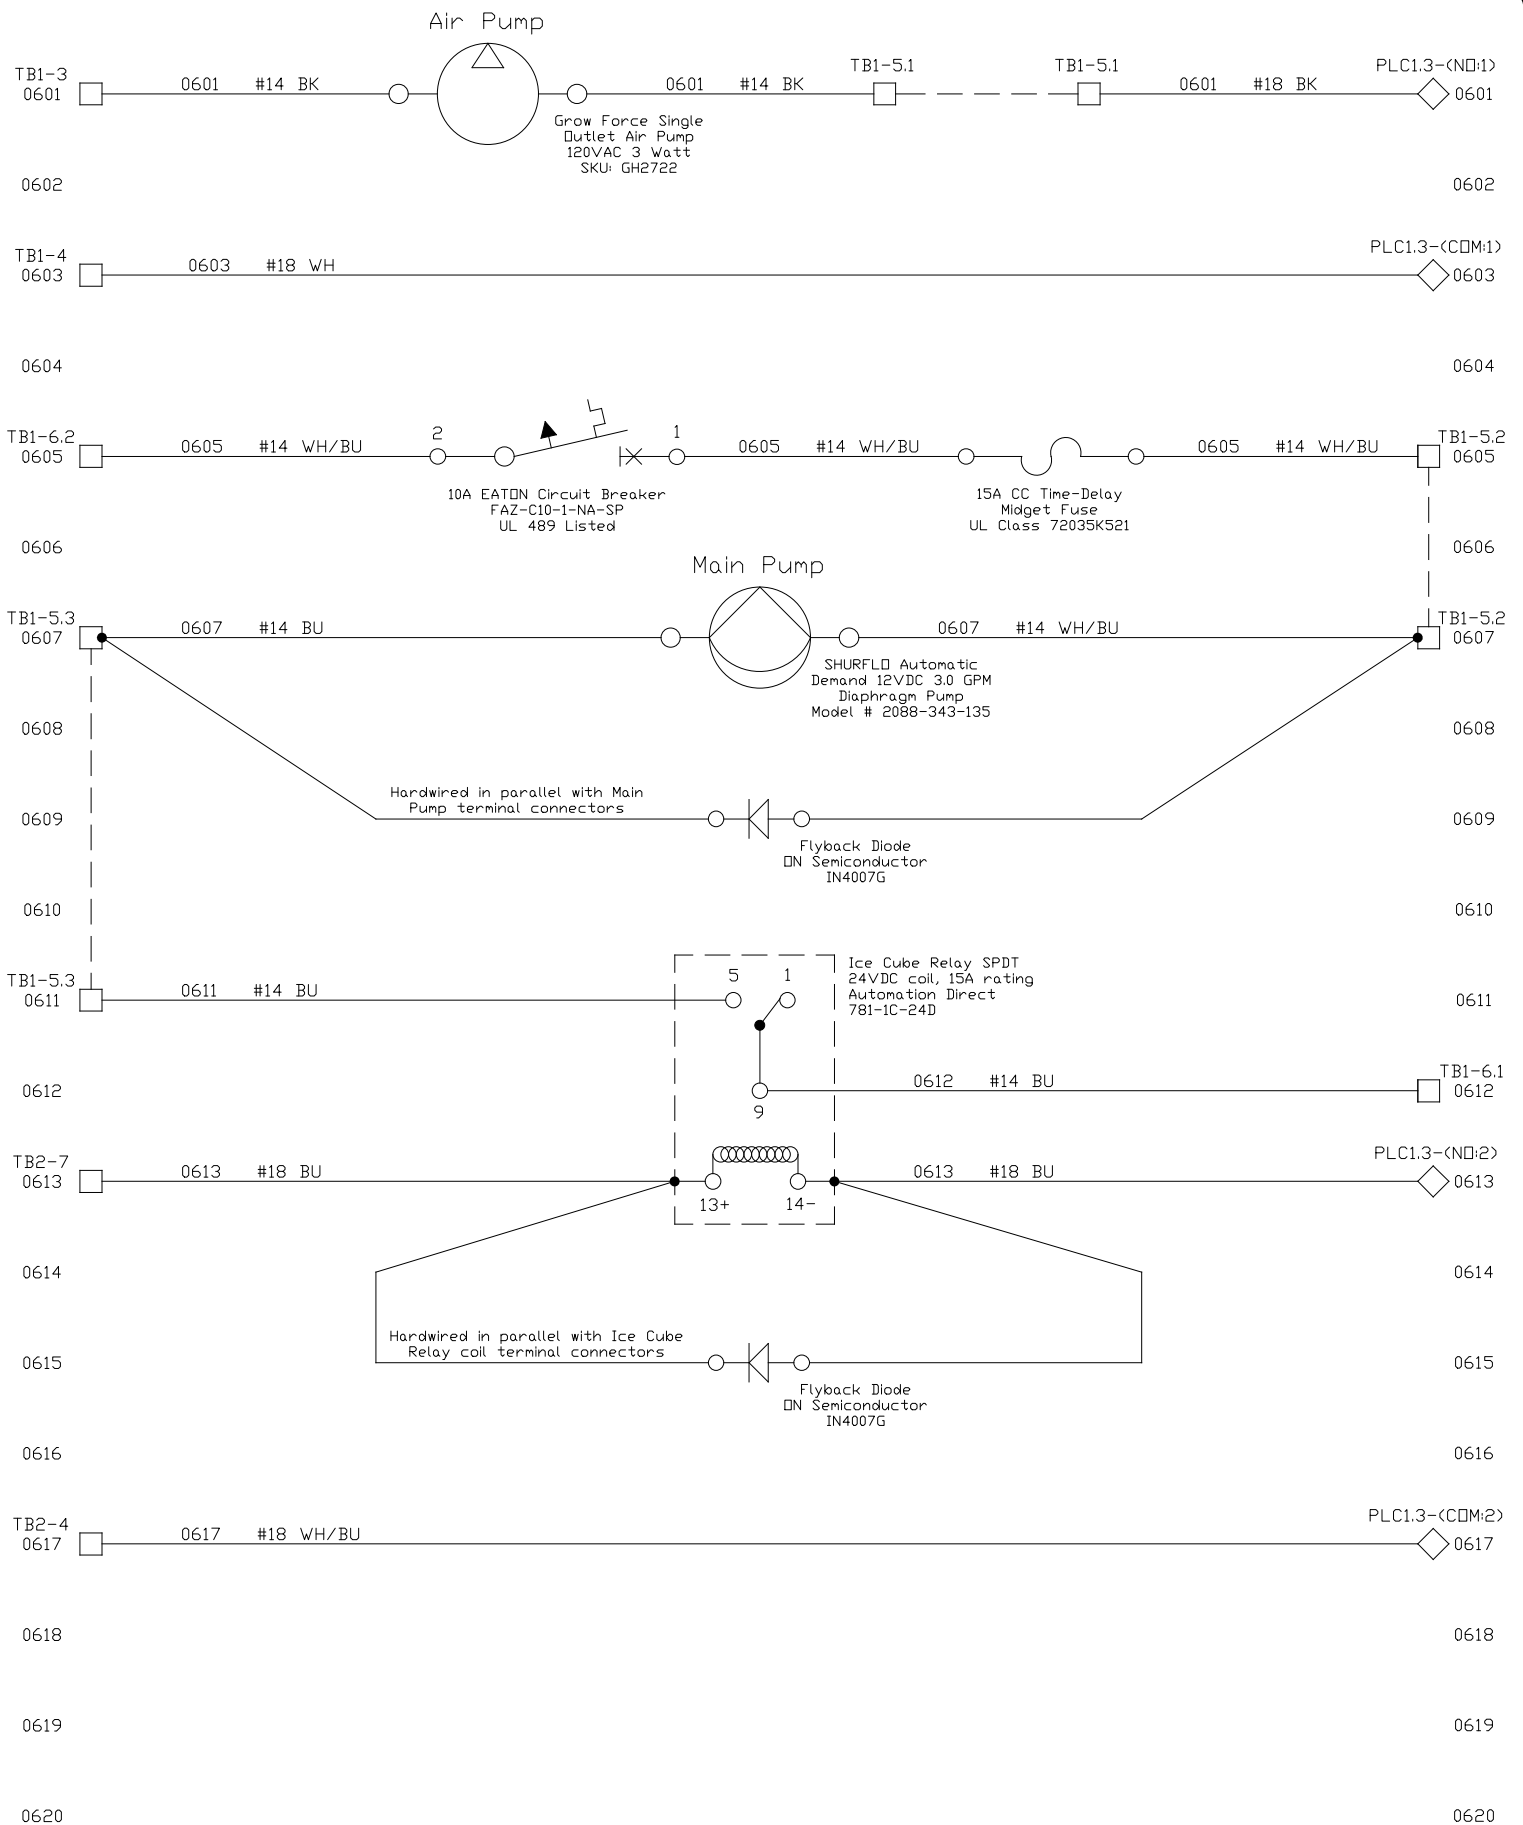 Air Pump
TB1-3
0601
0601 #14 BK
0601 #14 BK
TB1-5.1
TB1-5.1
0601 #18 BK
PLC1.3-(NO:1)
0601
Grow Force Single
Outlet Air Pump
120VAC 3 Watt
SKU: GH2722
0602
0602
TB1-4
0603
0603 #18 WH
PLC1.3-(COM:1)
0603
0604
0604
TB1-6.2
0605
0605 #14 WH/BU
2
1
0605 #14 WH/BU
0605 #14 WH/BU
TB1-5.2
0605
10A EATON Circuit Breaker
FAZ-C10-1-NA-SP
UL 489 Listed
15A CC Time-Delay
Midget Fuse
UL Class 72035K521
0606
0606
Main Pump
TB1-5.3
0607
0607 #14 BU
0607 #14 WH/BU
TB1-5.2
0607
SHURFLO Automatic
Demand 12VDC 3.0 GPM
Diaphragm Pump
Model # 2088-343-135
0608
0608
Hardwired in parallel with Main
Pump terminal connectors
0609
0609
Flyback Diode
ON Semiconductor
IN4007G
0610
0610
TB1-5.3
0611
0611 #14 BU
5
1
Ice Cube Relay SPDT
24VDC coil, 15A rating
Automation Direct
781-1C-24D
0611
0612
9
0612 #14 BU
TB1-6.1
0612
TB2-7
0613
0613 #18 BU
13+
14-
0613 #18 BU
PLC1.3-(NO:2)
0613
0614
0614
Hardwired in parallel with Ice Cube
Relay coil terminal connectors
0615
0615
Flyback Diode
ON Semiconductor
IN4007G
0616
0616
TB2-4
0617
0617 #18 WH/BU
PLC1.3-(COM:2)
0617
0618
0618
0619
0619
0620
0620